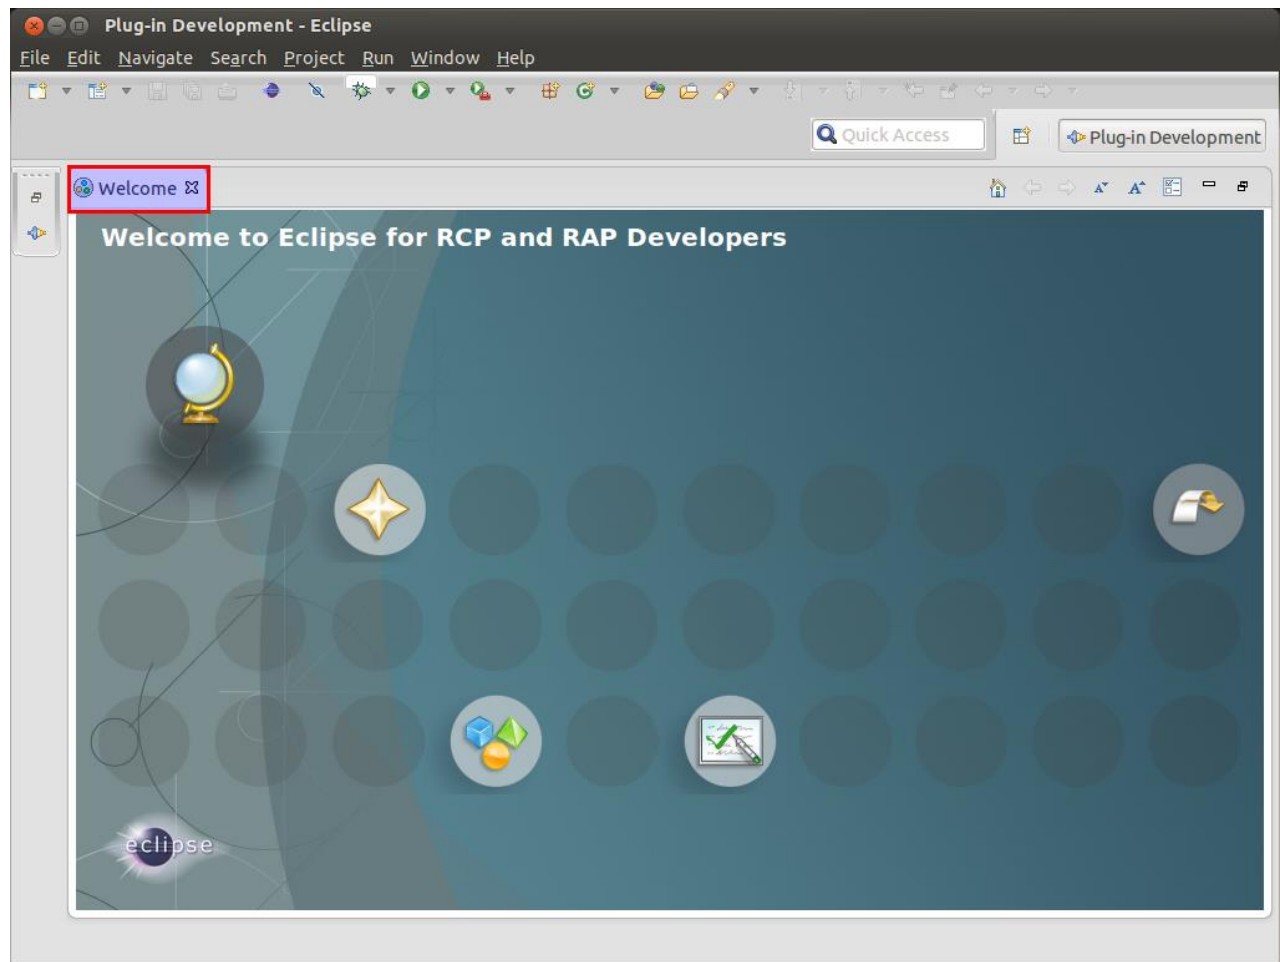 Plug-in Development - Eclipse
File Edit Navigate Search Project Run Window Help
Quick Access
Plug-in Development
Welcome
Welcome to Eclipse for RCP and RAP Developers
eclipse